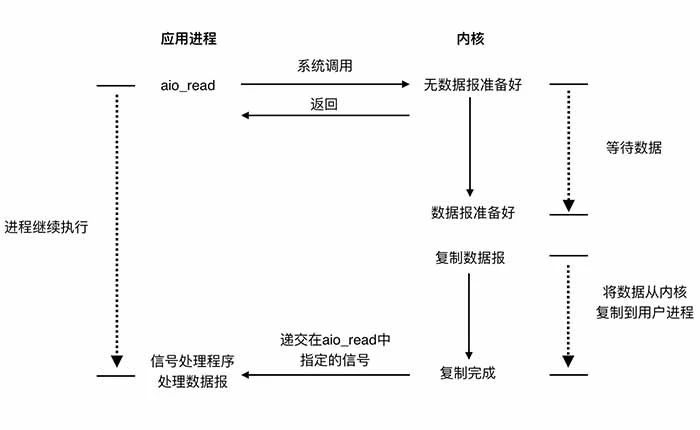 应用进程
内核
系统调用
aio_read
无数据报准备好
返回
等待数据
数据报准备好
进程继续执行
复制数据报
将数据从内核
复制到用户进程
递交在aio_read中
指定的信号
信号处理程序
处理数据报
复制完成